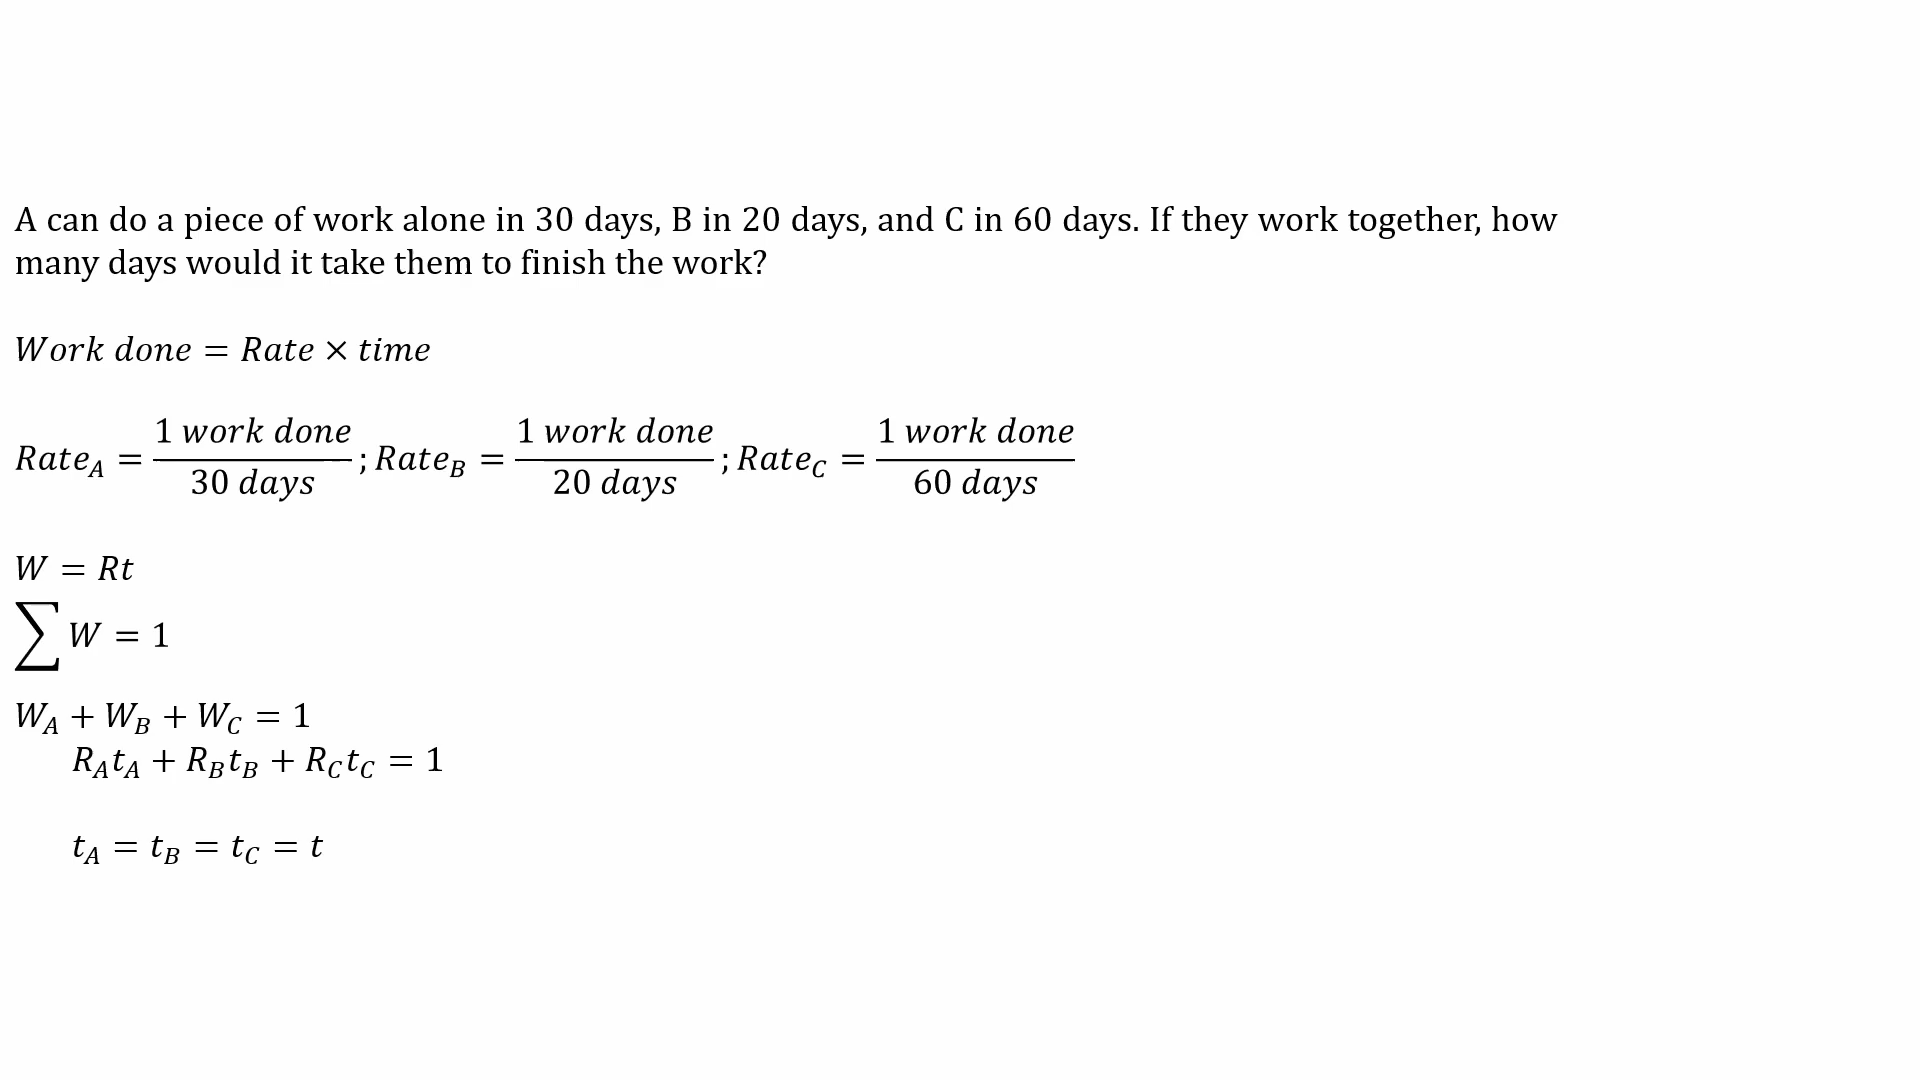 A can do a piece of work alone in 30 days, B in 20 days, and C in 60 days. If they work together, how
many days would it take them to finish the work?
Work done = Rate × time
Rate_A = \frac{1 work done}{30 days}; Rate_B = \frac{1 work done}{20 days}; Rate_C = \frac{1 work done}{60 days}
W = Rt
∑ W = 1
W_A + W_B + W_C = 1
R_A t_A + R_B t_B + R_C t_C = 1
t_A = t_B = t_C = t